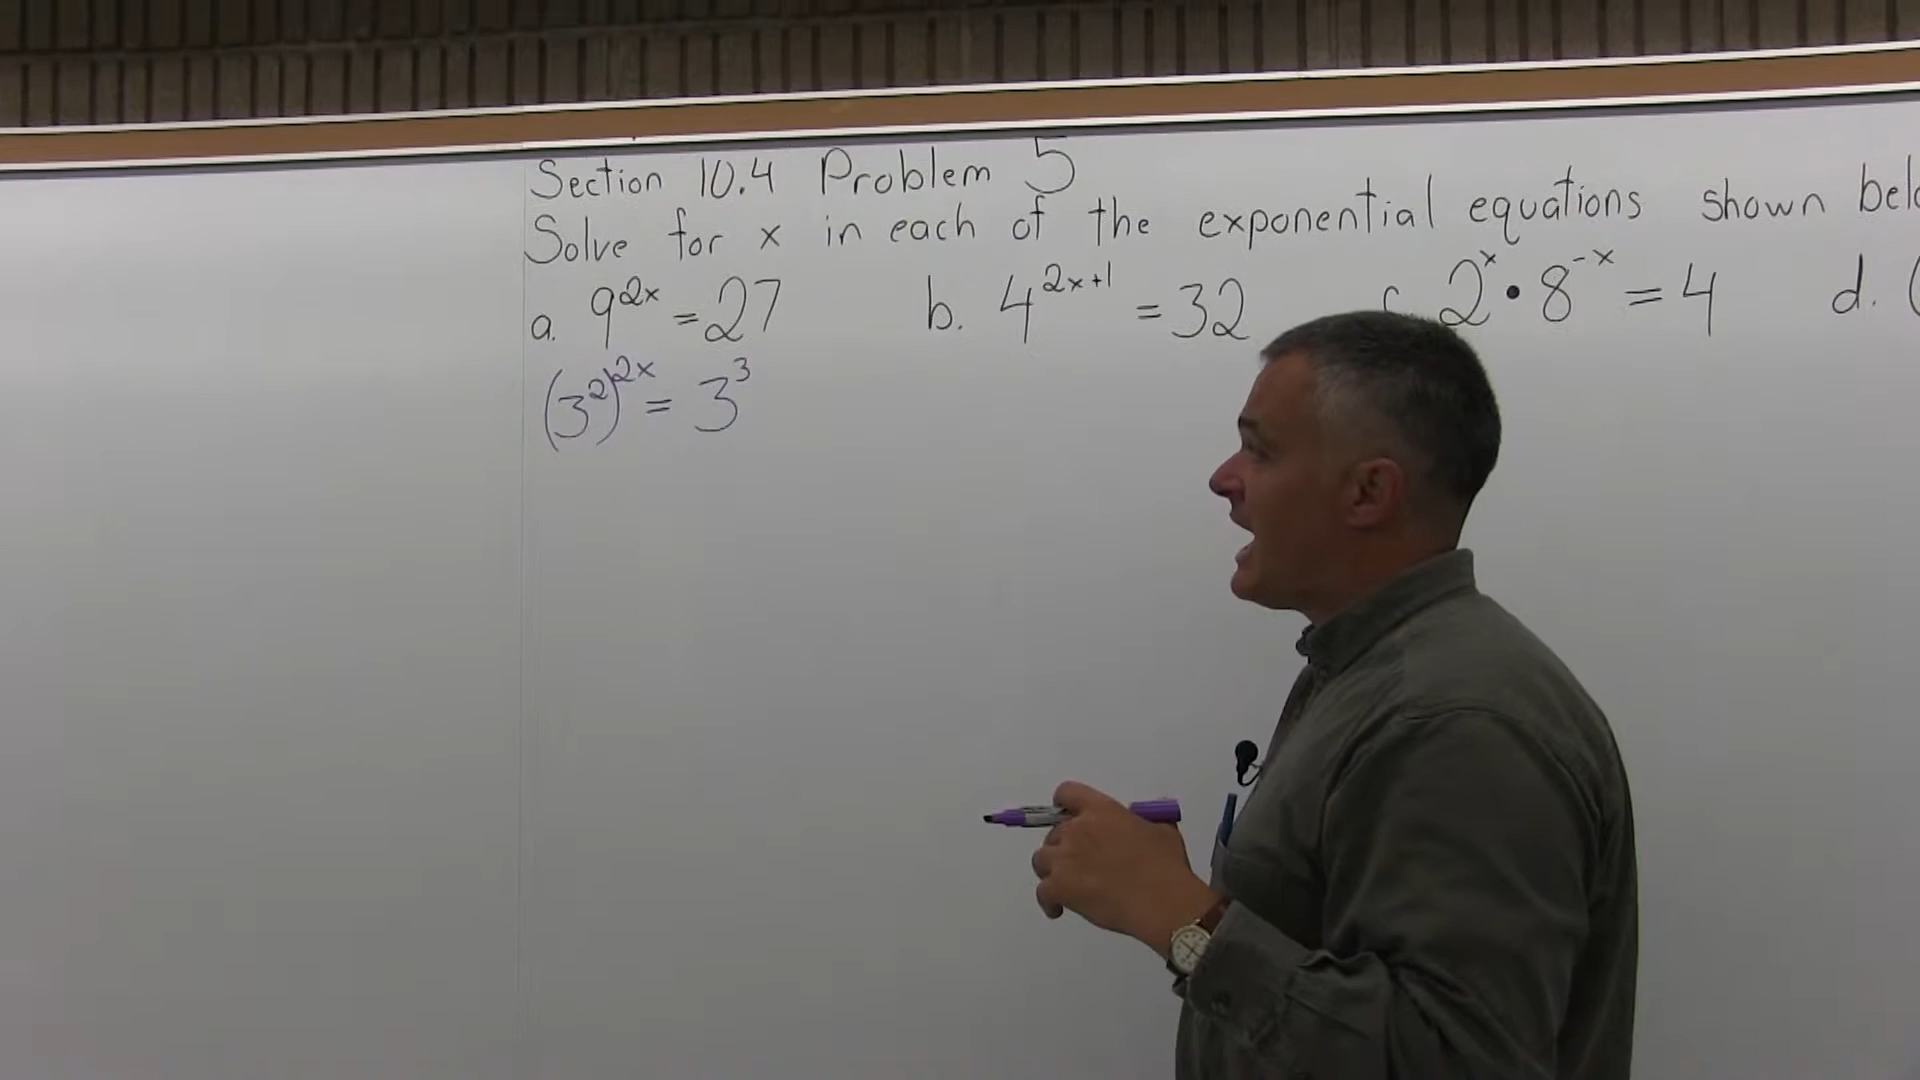 Section 10.4 Problem 5
Solve for x in each of the exponential equations shown
a. 9^{2x} = 27 b. 4^{2x+1} = 32 c. 2^x • 8^{-x} = 4 d. (
(3^2)^{2x} = 3^3